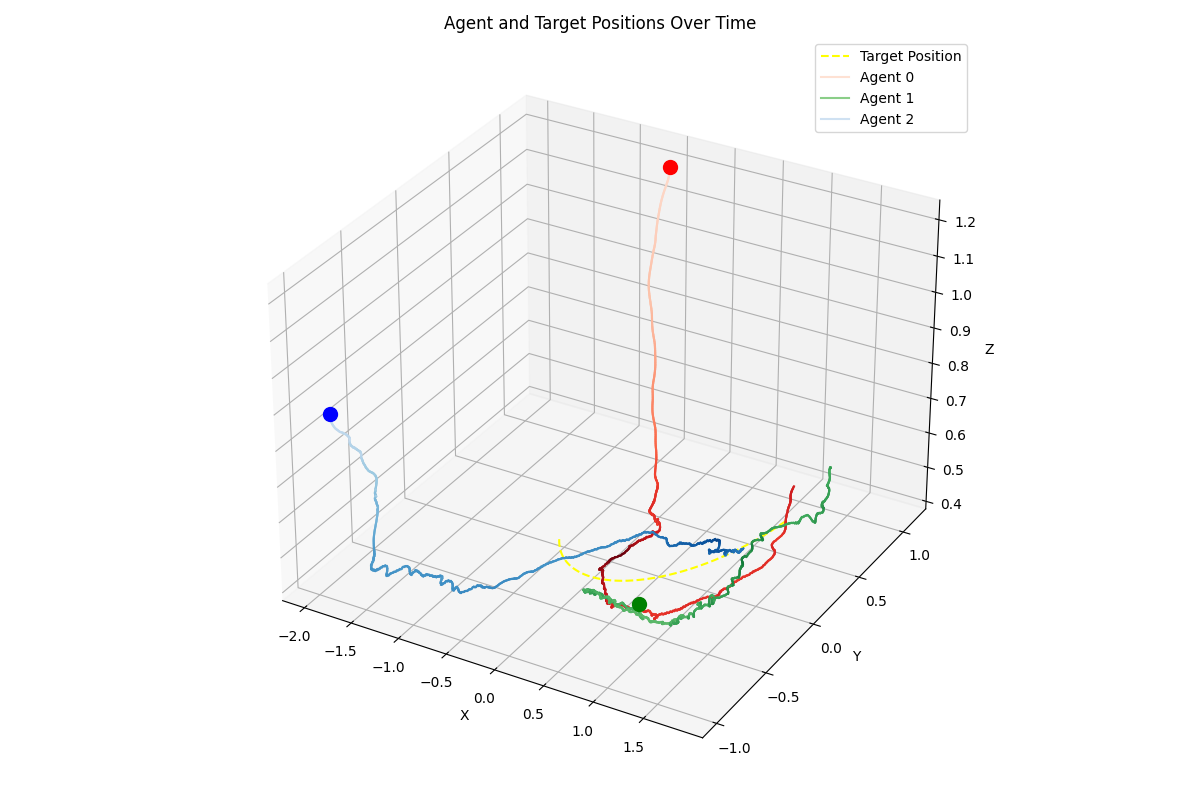 Agent and Target Positions Over Time
Target Position
Agent 0
Agent 1
Agent 2
1.2
1.1
1.0
0.9
0.8
0.7
0.6
0.5
0.4
Z
−2.0
−1.5
−1.0
−0.5
0.0
0.5
1.0
1.5
X
1.0
0.5
0.0
−0.5
−1.0
Y